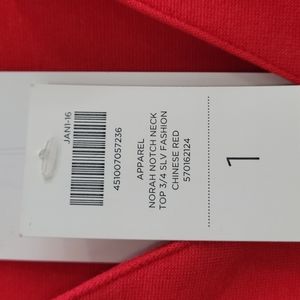 JAN1-16
451007057236
APPAREL
NORAH NOTCH NECK
TOP 3/4 SLV FASHION
CHINESE RED
570162124
1